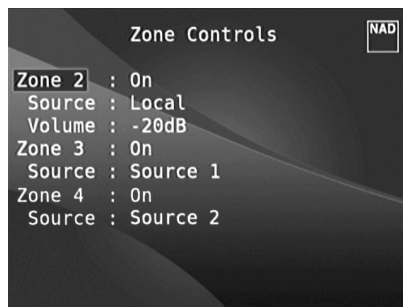 Zone Controls
NAD
Zone 2 : On
Source : Local
Volume : -20dB
Zone 3 : On
Source : Source 1
Zone 4 : On
Source : Source 2